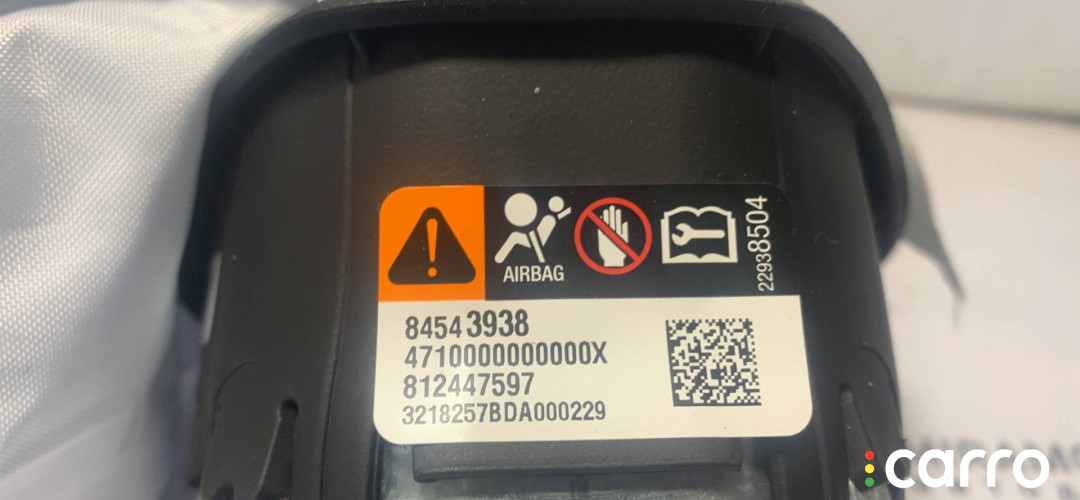 AIRBAG
22938504
84543938
4710000000000X
812447597
3218257BDA000229
carro